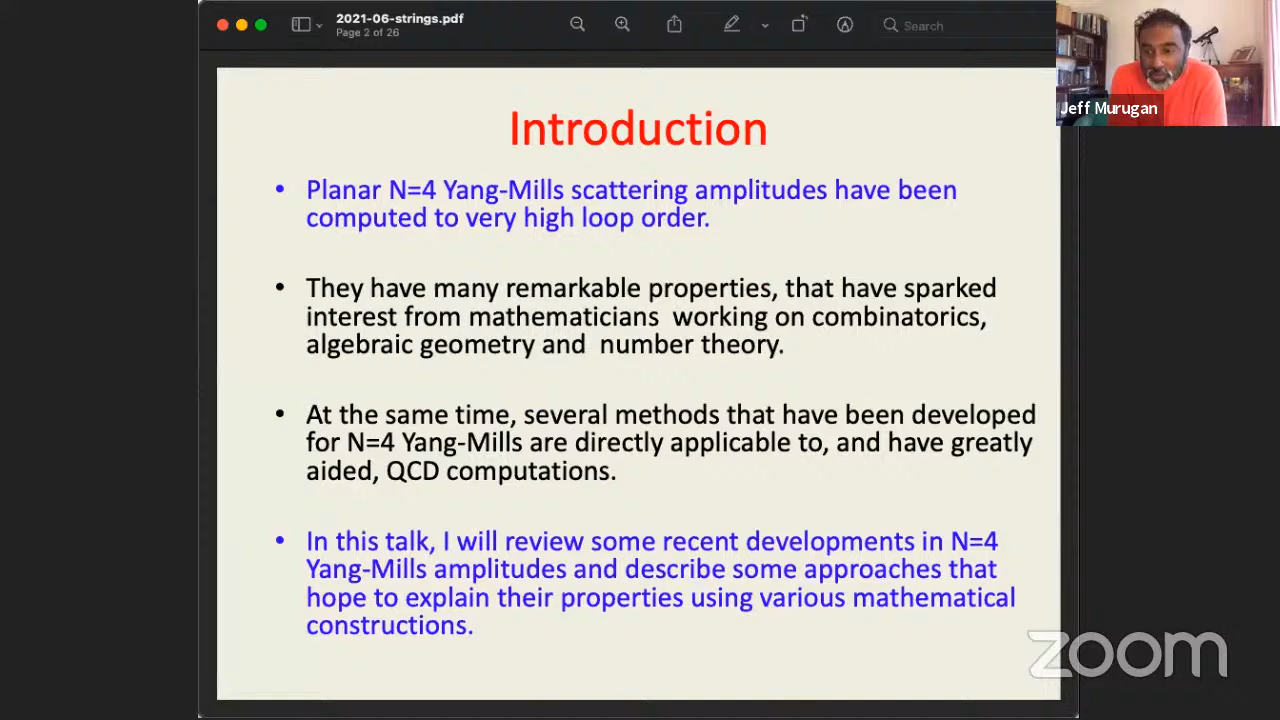 2021-06-strings.pdf
Page 2 of 26
Search
Jeff Murugan
Introduction
• Planar N=4 Yang-Mills scattering amplitudes have been
computed to very high loop order.
• They have many remarkable properties, that have sparked
interest from mathematicians working on combinatorics,
algebraic geometry and number theory.
• At the same time, several methods that have been developed
for N=4 Yang-Mills are directly applicable to, and have greatly
aided, QCD computations.
• In this talk, I will review some recent developments in N=4
Yang-Mills amplitudes and describe some approaches that
hope to explain their properties using various mathematical
constructions.
zoom